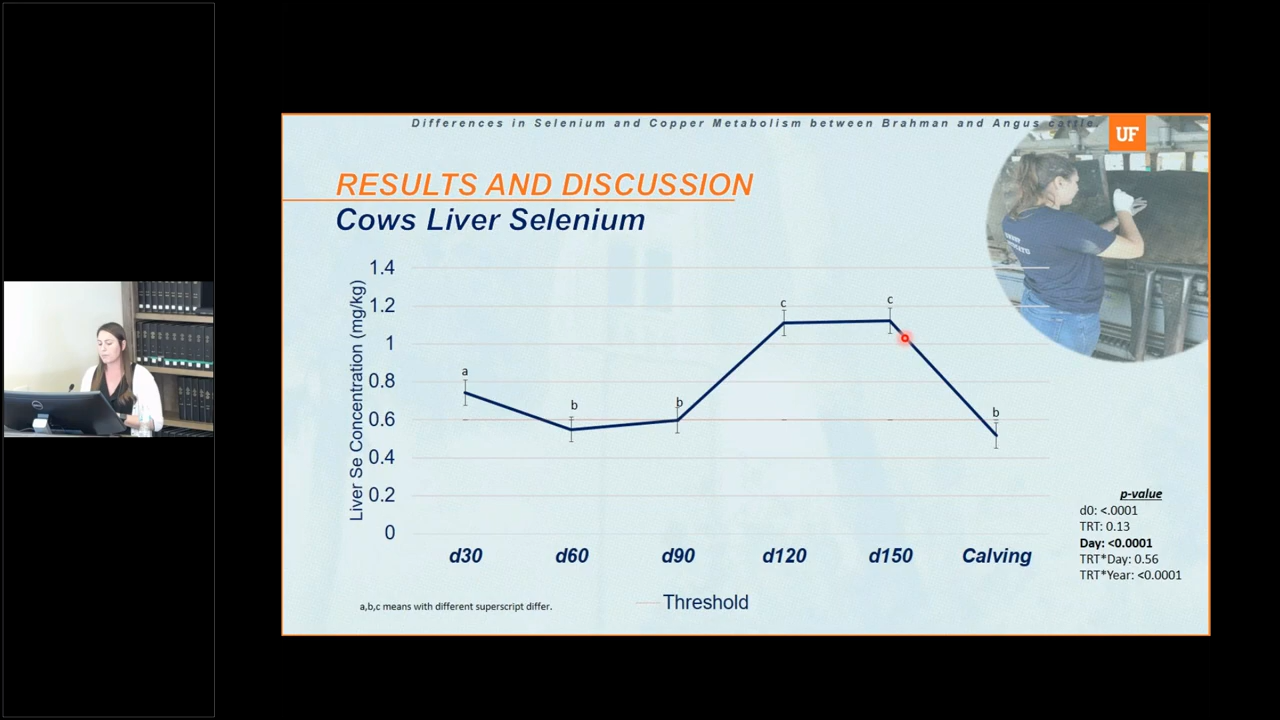 Differences in Selenium and Copper Metabolism between Brahman and Angus cattle.
UF
RESULTS AND DISCUSSION
Cows Liver Selenium
Liver Se Concentration (mg/kg)
1.4
1.2
1
0.8
0.6
0.4
0.2
0
a
b
b
c
c
b
d30 d60 d90 d120 d150 Calving
p-value
d0: <.0001
TRT: 0.13
Day: <0.0001
TRT*Day: 0.56
TRT*Year: <0.0001
a,b,c means with different superscript differ.
Threshold